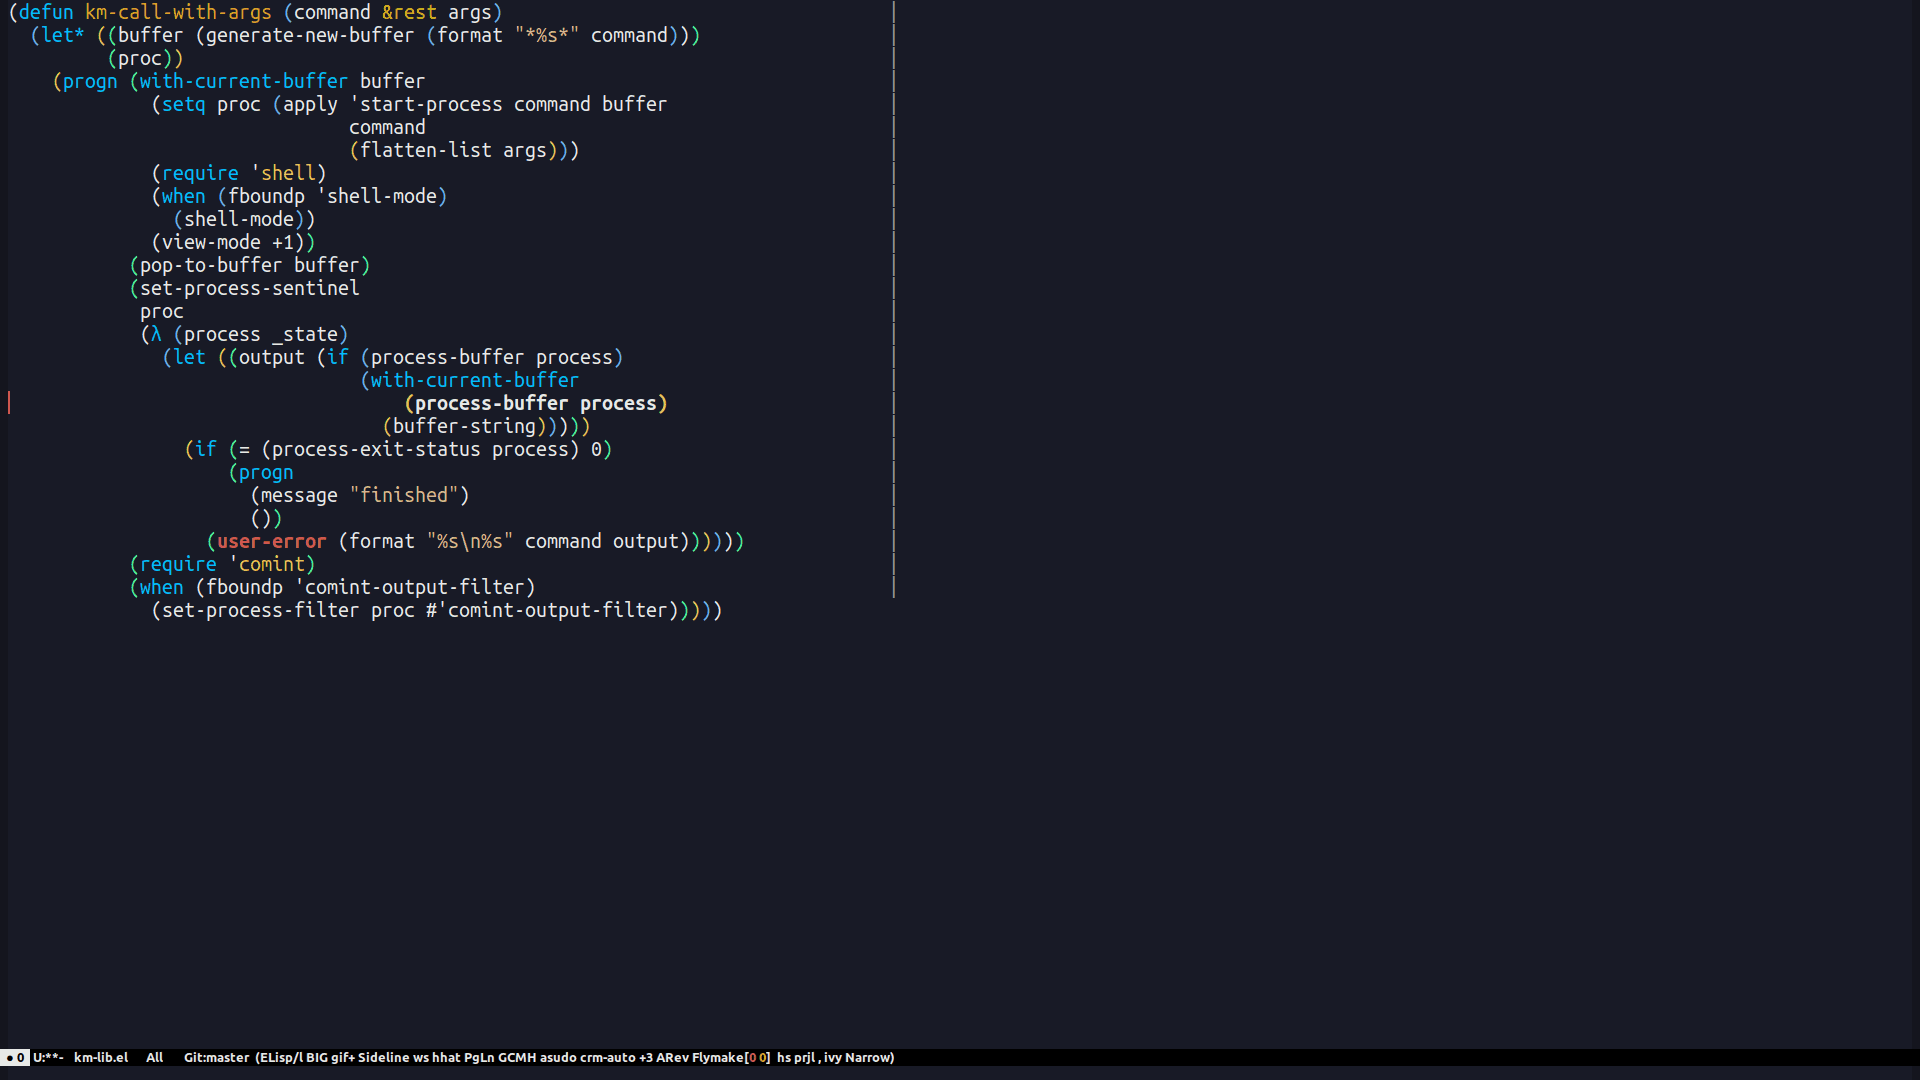 (defun km-call-with-args (command &rest args)
  (let* ((buffer (generate-new-buffer (format "*%s*" command)))
         (proc))
    (progn (with-current-buffer buffer
             (setq proc (apply 'start-process command buffer
                               command
                               (flatten-list args)))
             (require 'shell)
             (when (fboundp 'shell-mode)
               (shell-mode))
             (view-mode +1))
           (pop-to-buffer buffer)
           (set-process-sentinel
            proc
            (λ (process _state)
              (let ((output (if (process-buffer process)
                                (with-current-buffer
                                    (process-buffer process)
                                  (buffer-string)))))
                (if (= (process-exit-status process) 0)
                    (progn
                      (message "finished")
                      ())
                  (user-error (format "%s\n%s" command output))))))
           (require 'comint)
           (when (fboundp 'comint-output-filter)
             (set-process-filter proc #'comint-output-filter)))))
● 0 U:**- km-lib.el All Git:master (ELisp/l BIG gif+ Sideline ws hhat PgLn GCMH asudo crm-auto +3 ARev Flymake[0 0] hs prjl , ivy Narrow)